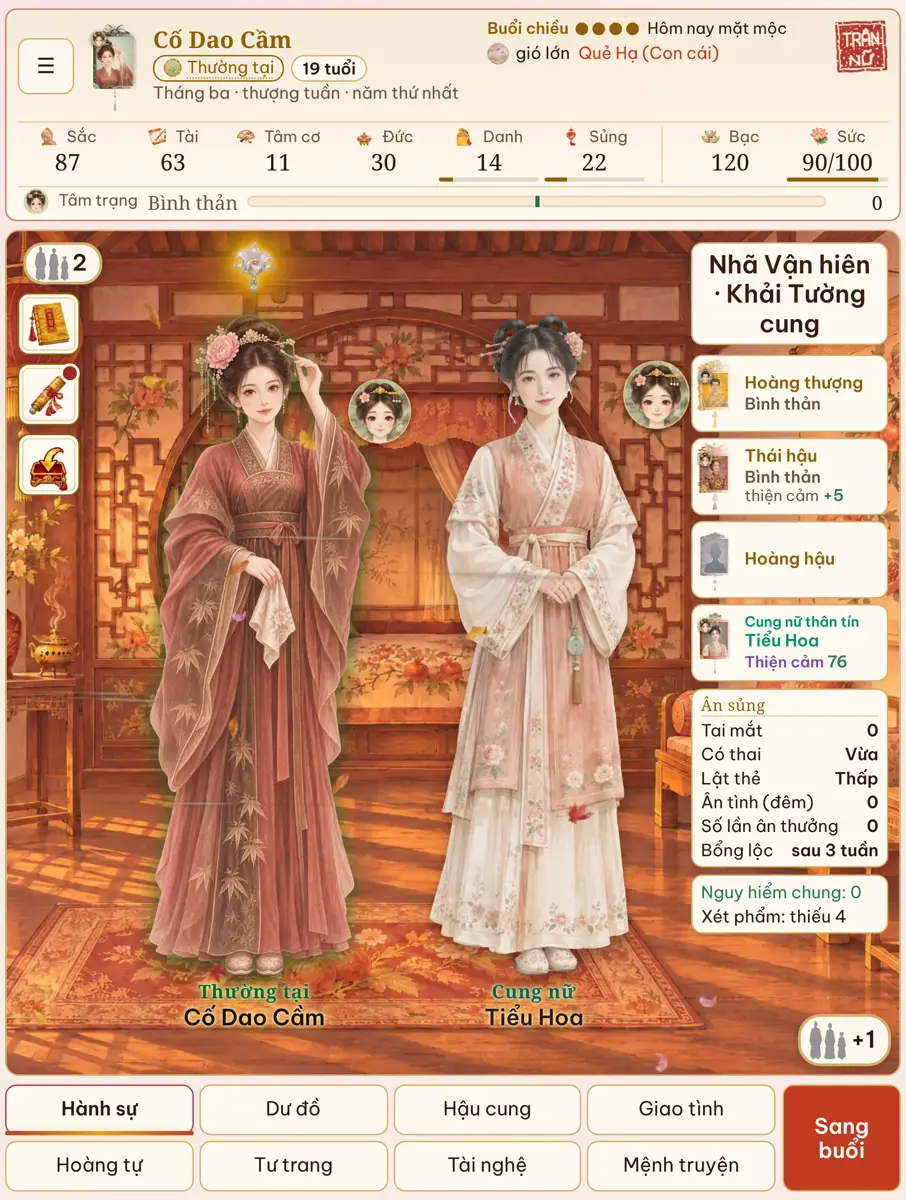 Cố Dao Cầm
Thường tại
19 tuổi
Tháng ba · thượng tuần · năm thứ nhất
Buổi chiều
Hôm nay mặt mộc
gió lớn
Quẻ Hạ (Con cái)
TRẠN
NỮ
Sắc
87
Tài
63
Tâm cơ
11
Đức
30
Danh
14
Sủng
22
Bạc
120
Sức
90/100
Tâm trạng
Bình thản
0
2
Nhã Vận hiên
· Khải Tường
cung
Hoàng thượng
Bình thản
Thái hậu
Bình thản
thiện cảm +5
Hoàng hậu
Cung nữ thân tín
Tiểu Hoa
Thiện cảm 76
Ân sủng
Tai mắt 0
Có thai Vừa
Lật thẻ Thấp
Ân tình (đêm) 0
Số lần ân thưởng 0
Bổng lộc sau 3 tuần
Nguy hiểm chung: 0
Xét phẩm: thiếu 4
Thường tại
Cố Dao Cầm
Cung nữ
Tiểu Hoa
+1
Hành sự
Dư đồ
Hậu cung
Giao tình
Hoàng tự
Tư trang
Tài nghệ
Mệnh truyện
Sang
buổi